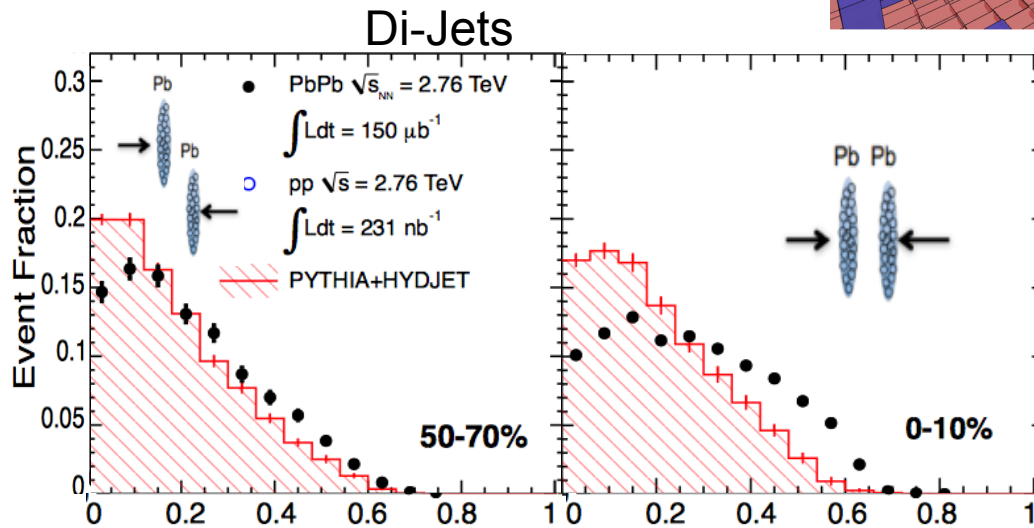 Di-Jets
Event Fraction
0.3
0.25
0.2
0.15
0.1
0.05
0
Pb
Pb
PbPb √sNN = 2.76 TeV
∫Ldt = 150 μb⁻¹
pp √s = 2.76 TeV
∫Ldt = 231 nb⁻¹
PYTHIA+HYDJET
50-70%
0 0.2 0.4 0.6 0.8 1
Pb Pb
0-10%
0 0.2 0.4 0.6 0.8 1